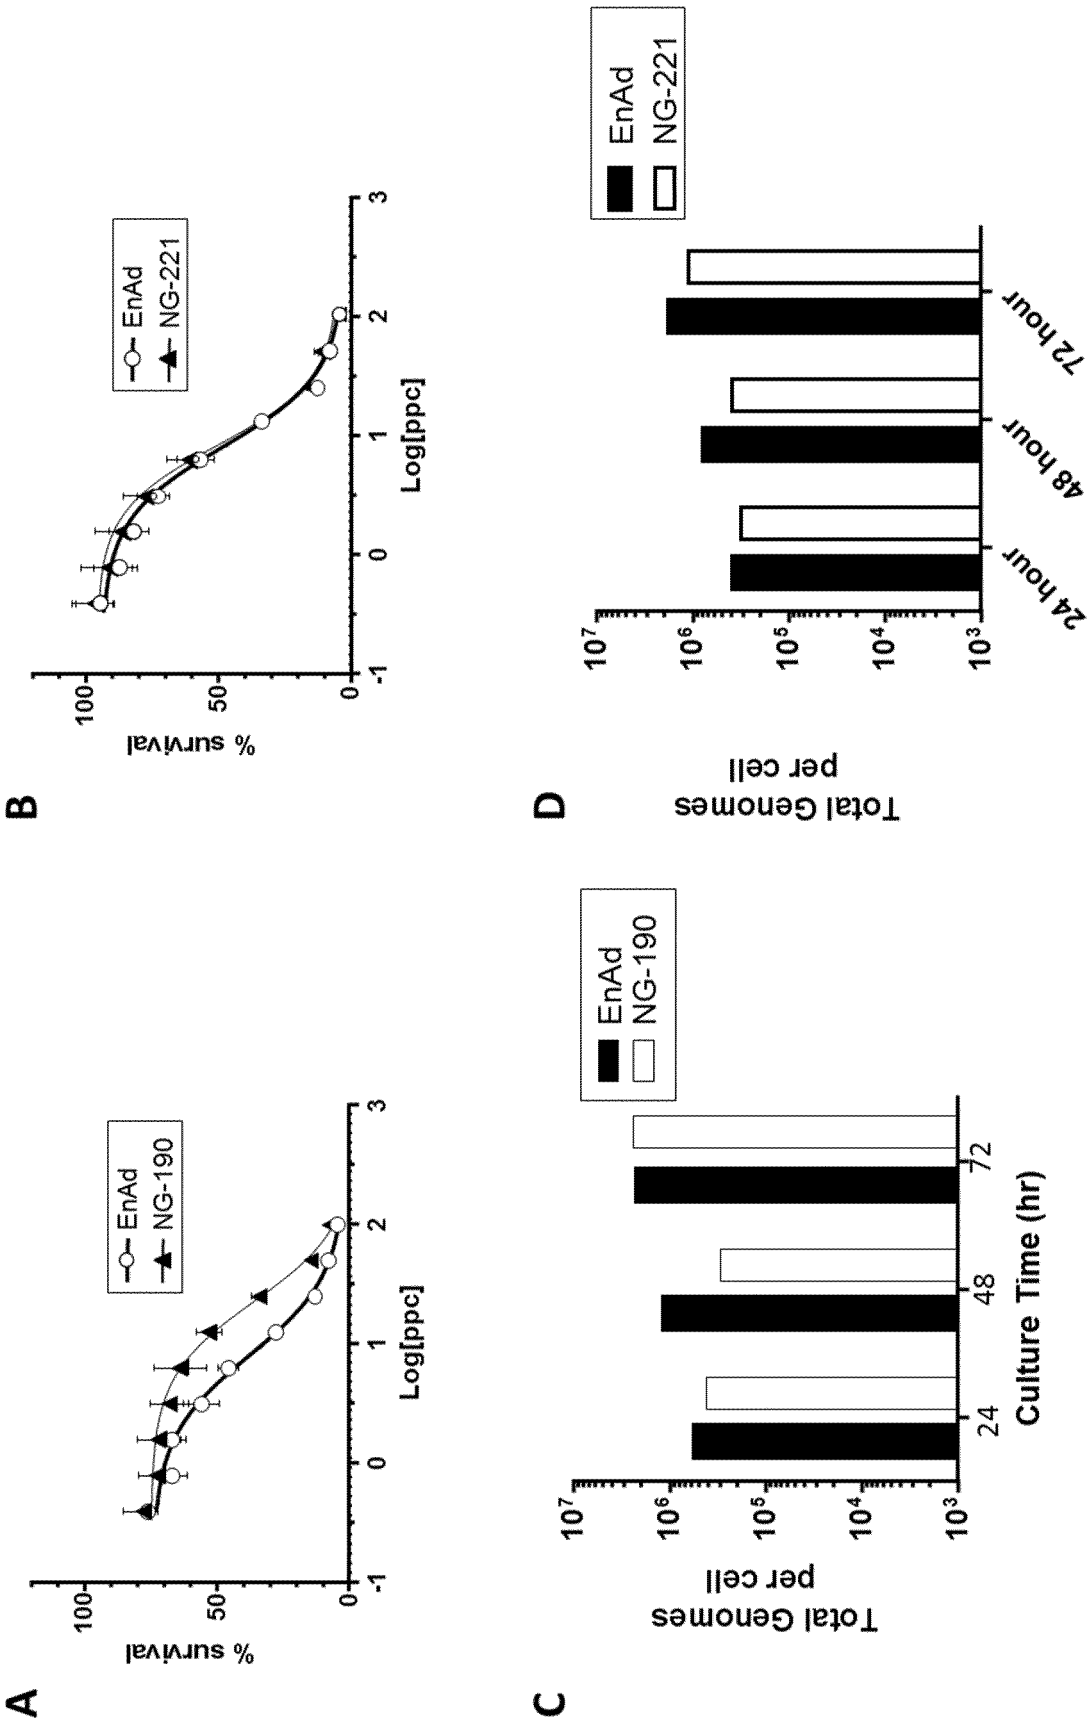 A
% survival
100
50
0
-1
0
1
2
3
Log[ppc]
EnAd
NG-190
B
% survival
100
50
0
-1
0
1
2
3
Log[ppc]
EnAd
NG-221
C
Total Genomes
per cell
10⁷
10⁶
10⁵
10⁴
10³
24
48
72
Culture Time (hr)
EnAd
NG-190
D
Total Genomes
per cell
10⁷
10⁶
10⁵
10⁴
10³
24 hour
48 hour
72 hour
EnAd
NG-221